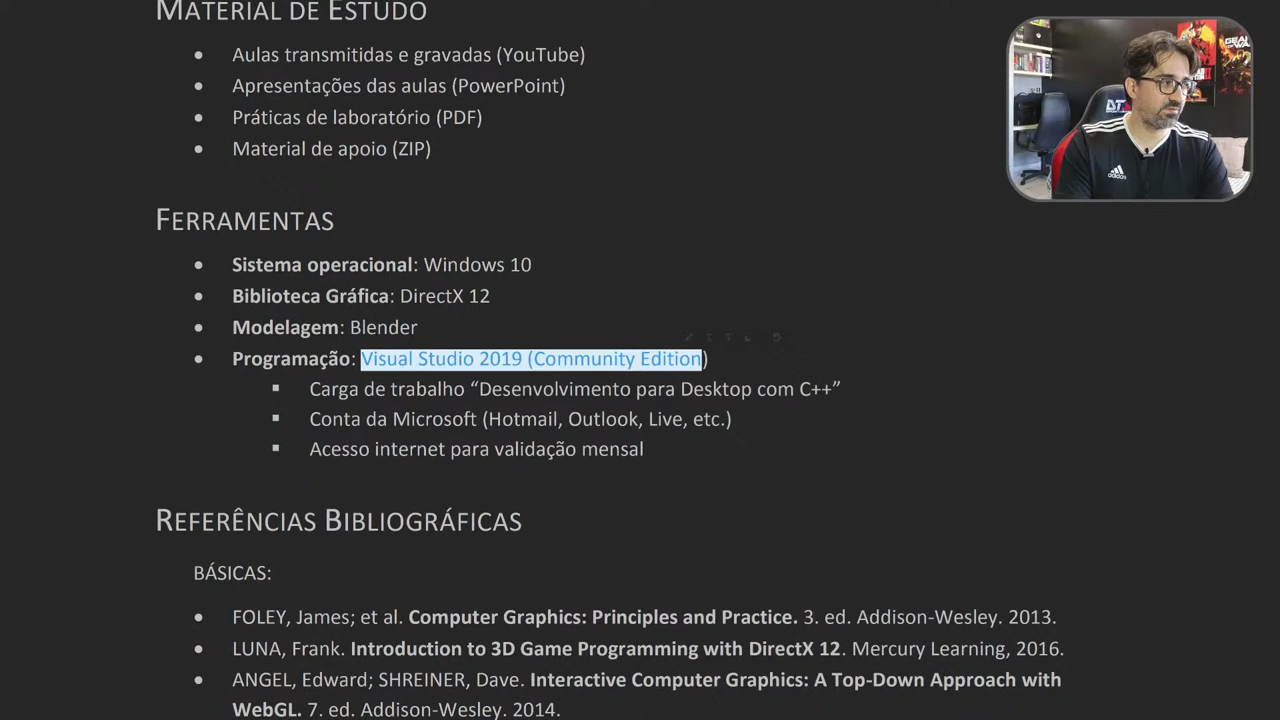 MATERIAL DE ESTUDO
• Aulas transmitidas e gravadas (YouTube)
• Apresentações das aulas (PowerPoint)
• Práticas de laboratório (PDF)
• Material de apoio (ZIP)
FERRAMENTAS
• Sistema operacional: Windows 10
• Biblioteca Gráfica: DirectX 12
• Modelagem: Blender
• Programação: Visual Studio 2019 (Community Edition)
▪ Carga de trabalho “Desenvolvimento para Desktop com C++”
▪ Conta da Microsoft (Hotmail, Outlook, Live, etc.)
▪ Acesso internet para validação mensal
REFERÊNCIAS BIBLIOGRÁFICAS
BÁSICAS:
• FOLEY, James; et al. Computer Graphics: Principles and Practice. 3. ed. Addison-Wesley. 2013.
• LUNA, Frank. Introduction to 3D Game Programming with DirectX 12. Mercury Learning, 2016.
• ANGEL, Edward; SHREINER, Dave. Interactive Computer Graphics: A Top-Down Approach with
WebGL. 7. ed. Addison-Wesley. 2014.
adidas